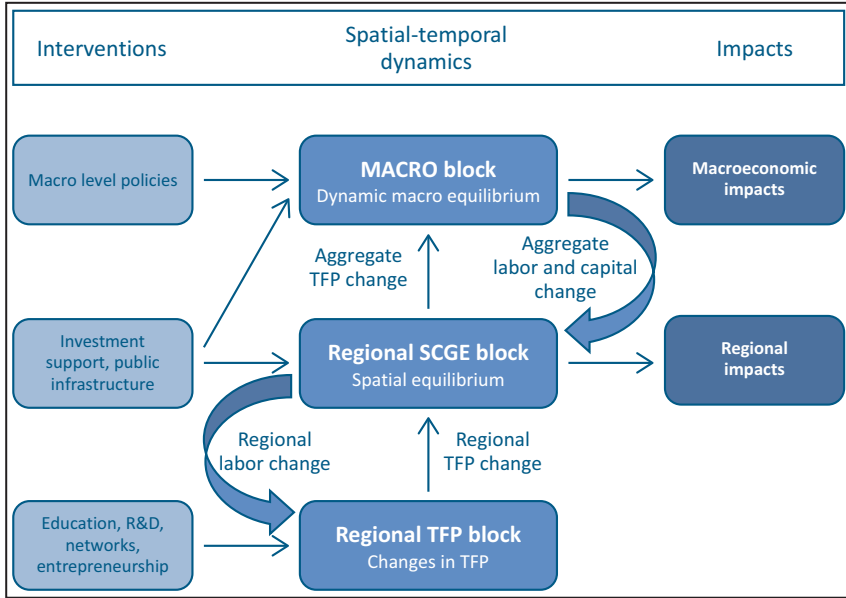 Interventions
Spatial-temporal
dynamics
Impacts
Macro level policies
MACRO block
Dynamic macro equilibrium
Macroeconomic
impacts
Aggregate
TFP change
Aggregate
labor and capital
change
Investment
support, public
infrastructure
Regional SCGE block
Spatial equilibrium
Regional
impacts
Regional
labor change
Regional
TFP change
Education, R&D,
networks,
entrepreneurship
Regional TFP block
Changes in TFP